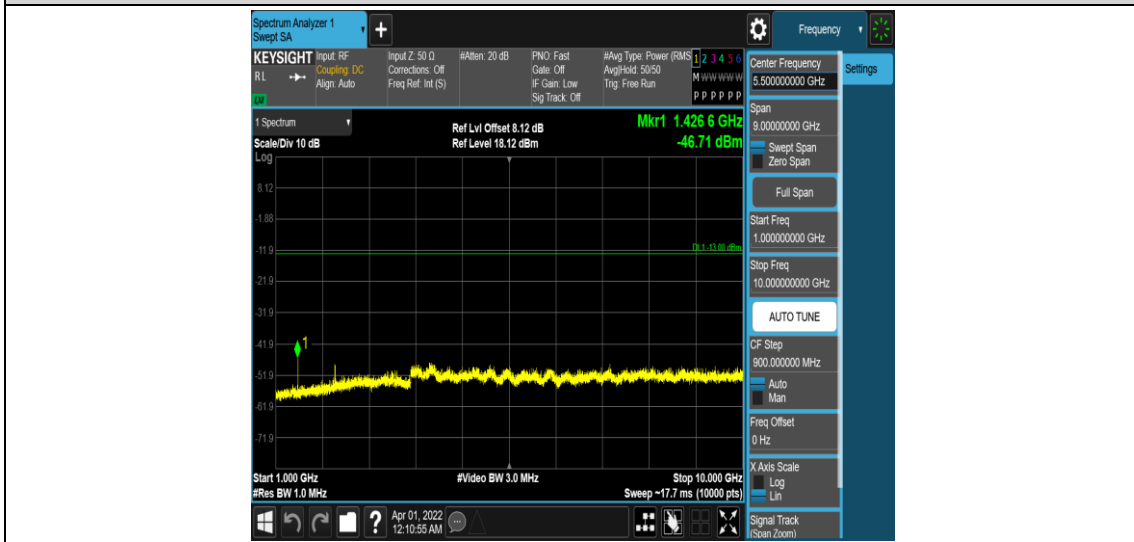 Spectrum Analyzer 1
Swept SA
+
Frequency
KEYSIGHT
RL
Input: RF
Coupling: DC
Align: Auto
Input Z: 50 Ω
Corrections: Off
Freq Ref: Int (S)
#Atten: 20 dB
PNO: Fast
Gate: Off
IF Gain: Low
Sig Track: Off
#Avg Type: Power (RMS
Avg|Hold: 50/50
Trig: Free Run
1 2 3 4 5 6
M W W W W W
P P P P P P
1 Spectrum
Scale/Div 10 dB
Log
Ref Lvl Offset 8.12 dB
Ref Level 18.12 dBm
Mkr1 1.426 6 GHz
-46.71 dBm
8.12
-1.88
-11.9
DL1 -13.00 dBm
-21.9
-31.9
-41.9
1
-51.9
-61.9
-71.9
Start 1.000 GHz
#Res BW 1.0 MHz
#Video BW 3.0 MHz
Stop 10.000 GHz
Sweep ~17.7 ms (10000 pts)
?
Apr 01, 2022
12:10:55 AM
Center Frequency
5.500000000 GHz
Settings
Span
9.00000000 GHz
Swept Span
Zero Span
Full Span
Start Freq
1.000000000 GHz
Stop Freq
10.000000000 GHz
AUTO TUNE
CF Step
900.000000 MHz
Auto
Man
Freq Offset
0 Hz
X Axis Scale
Log
Lin
Signal Track
(Span Zoom)